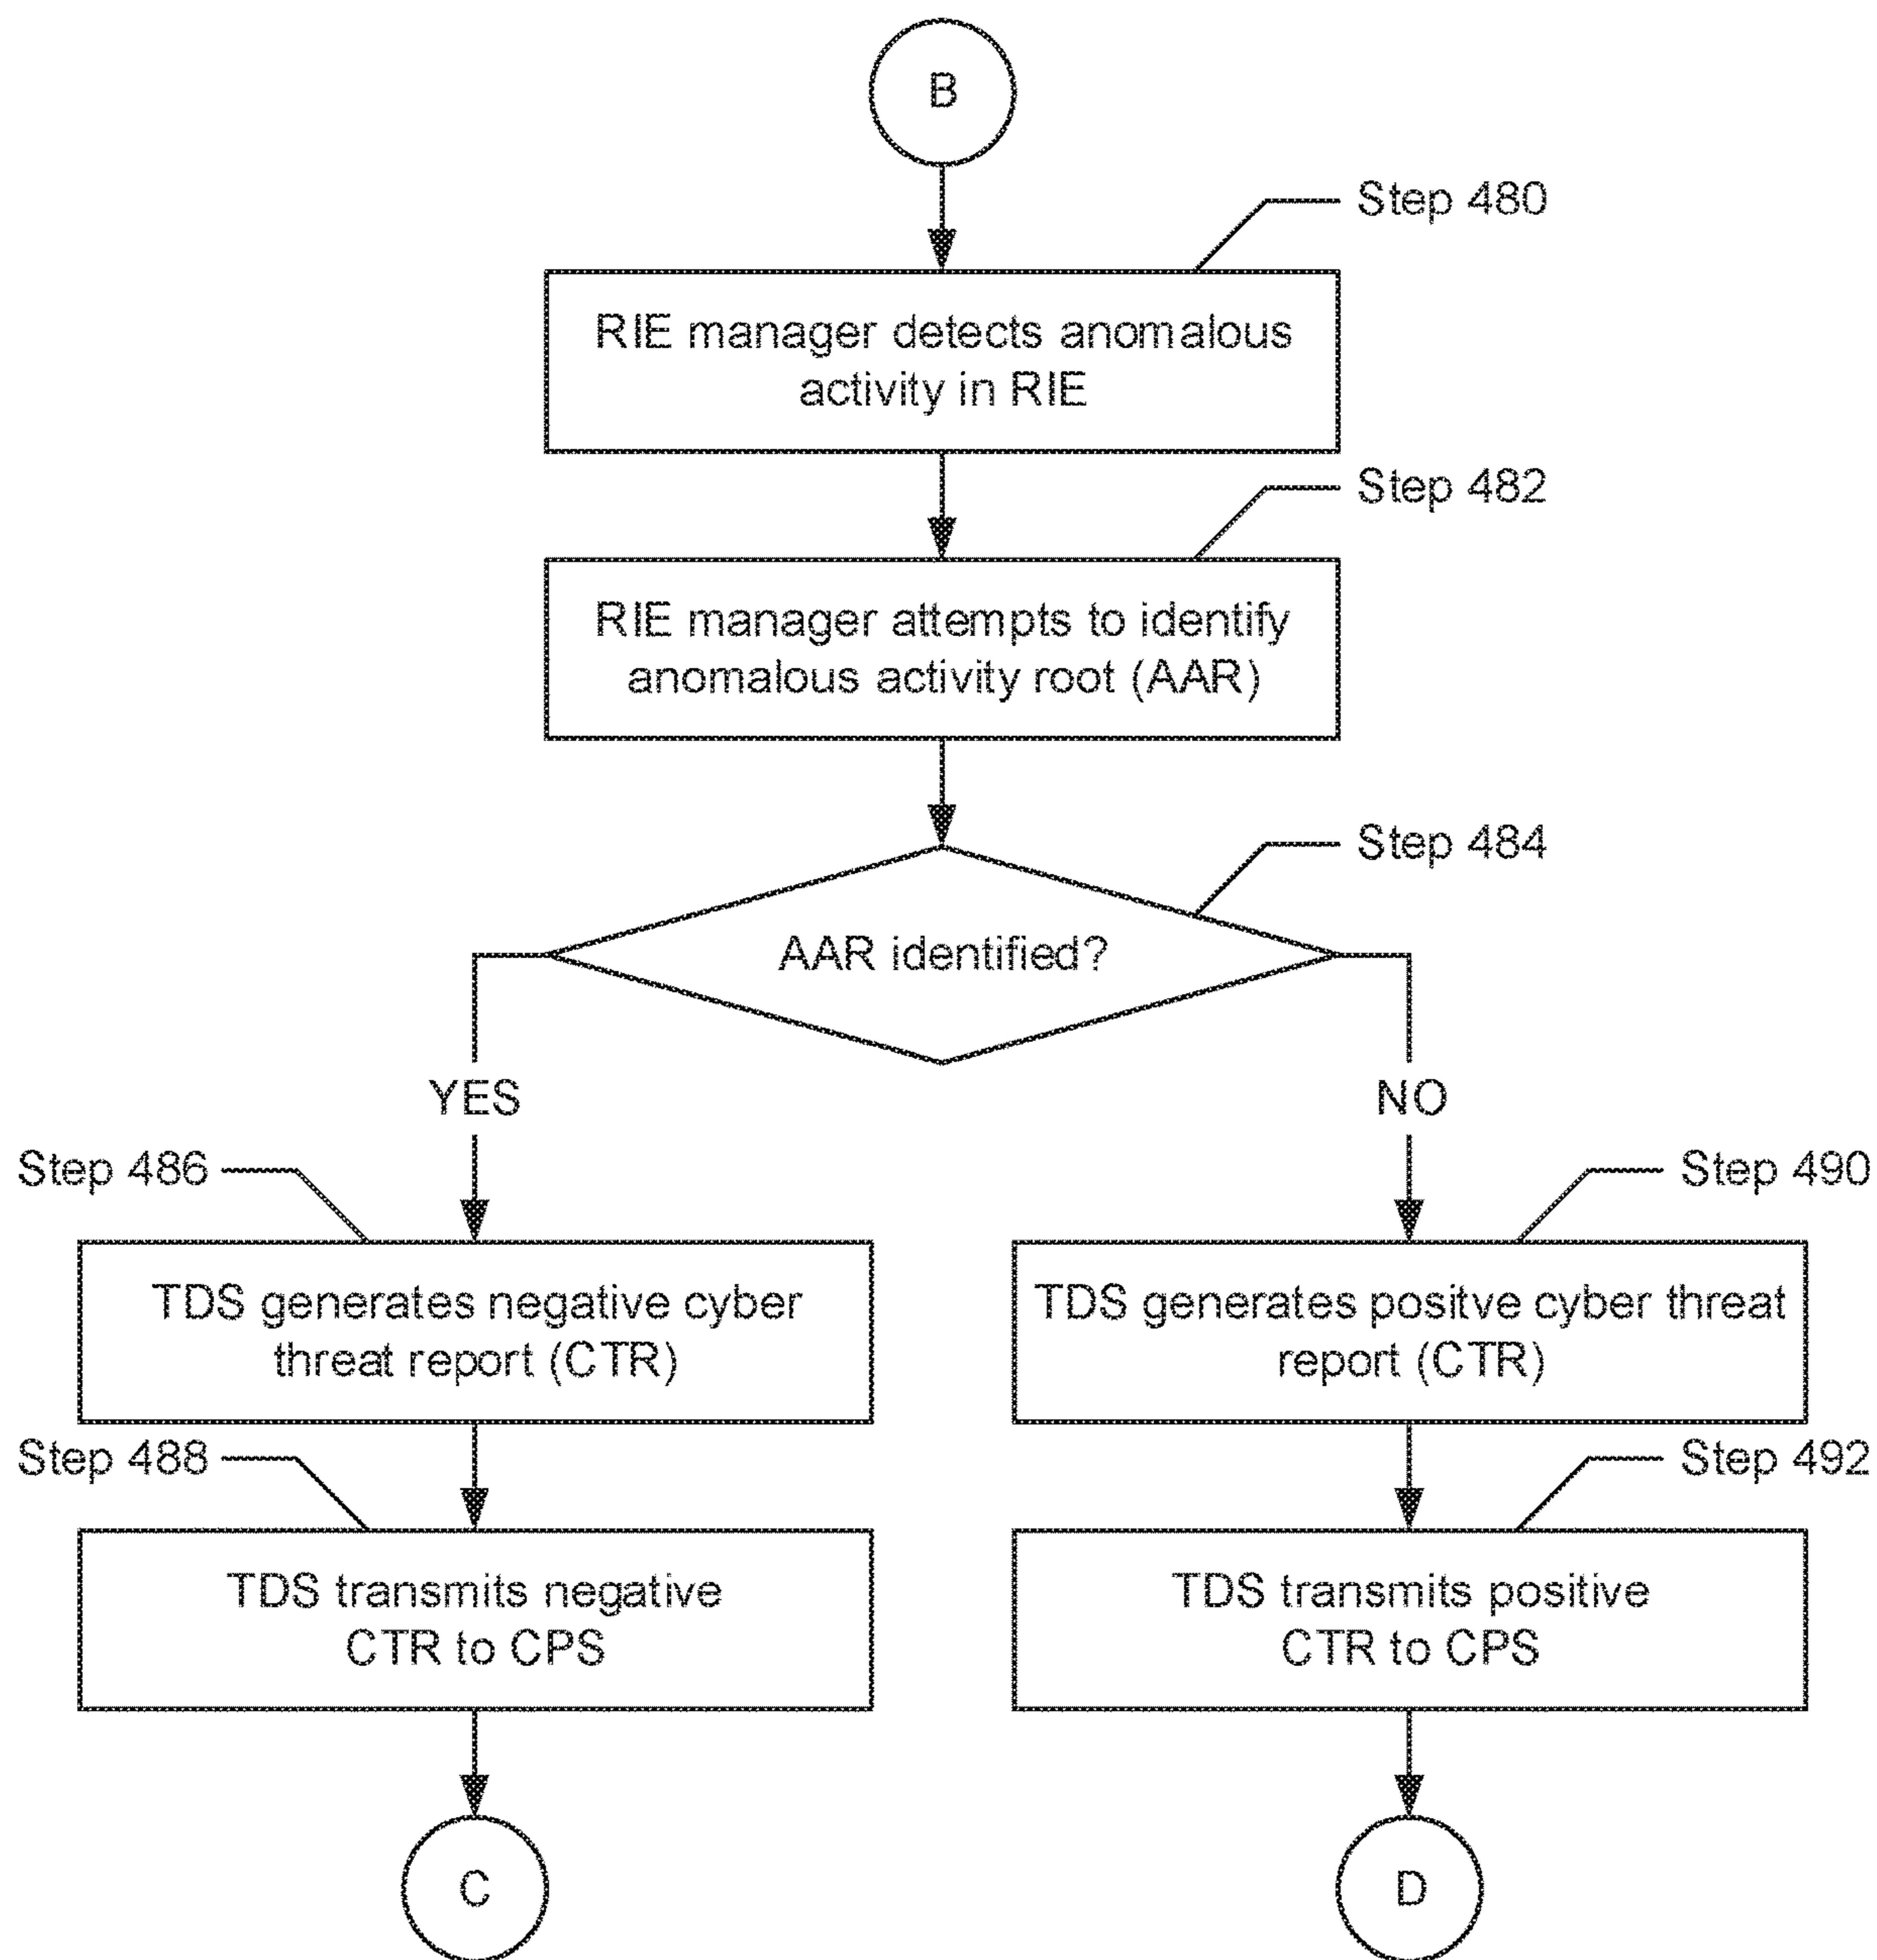 B
Step 480
RIE manager detects anomalous
activity in RIE
Step 482
RIE manager attempts to identify
anomalous activity root (AAR)
Step 484
AAR identified?
YES
NO
Step 486
Step 490
TDS generates negative cyber
threat report (CTR)
TDS generates positve cyber threat
report (CTR)
Step 488
Step 492
TDS transmits negative
CTR to CPS
TDS transmits positive
CTR to CPS
C
D